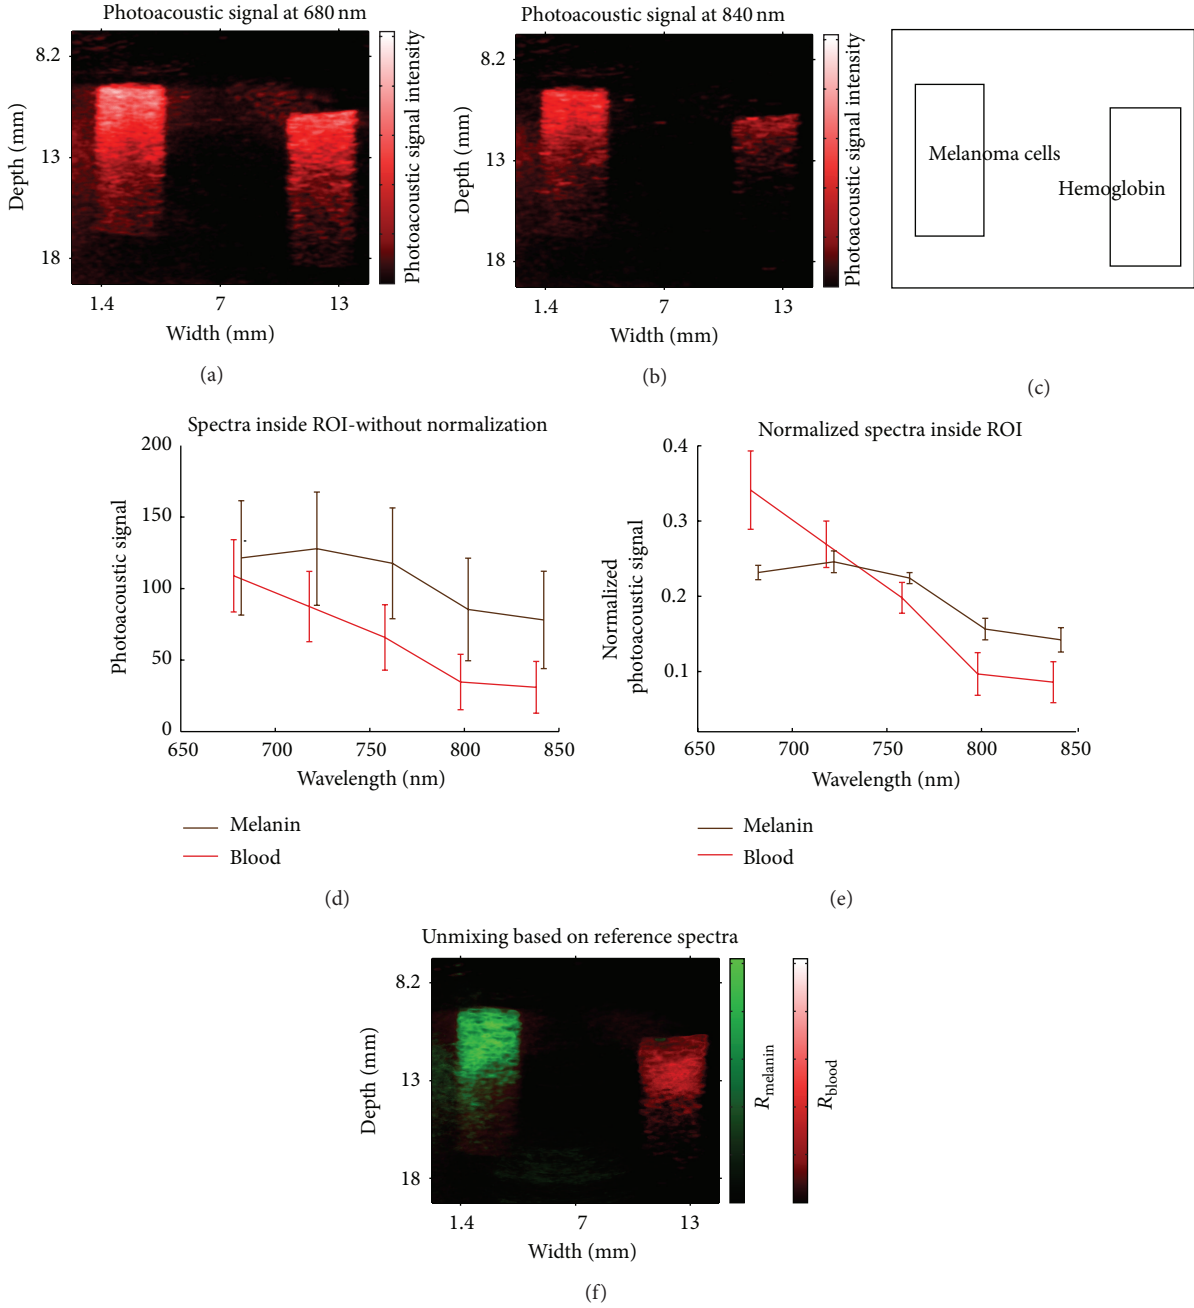 Photoacoustic signal at 680 nm
8.2
13
18
Depth (mm)
1.4 7 13
Width (mm)
Photoacoustic signal intensity
(a)
Photoacoustic signal at 840 nm
8.2
13
18
Depth (mm)
1.4 7 13
Width (mm)
Photoacoustic signal intensity
(b)
Melanoma cells
Hemoglobin
(c)
Spectra inside ROI-without normalization
200
150
100
50
0
Photoacoustic signal
650 700 750 800 850
Wavelength (nm)
Melanin
Blood
(d)
Normalized spectra inside ROI
0.4
0.3
0.2
0.1
Normalized
photoacoustic signal
650 700 750 800 850
Wavelength (nm)
Melanin
Blood
(e)
Unmixing based on reference spectra
8.2
13
18
Depth (mm)
1.4 7 13
Width (mm)
Rmelanin
Rblood
(f)